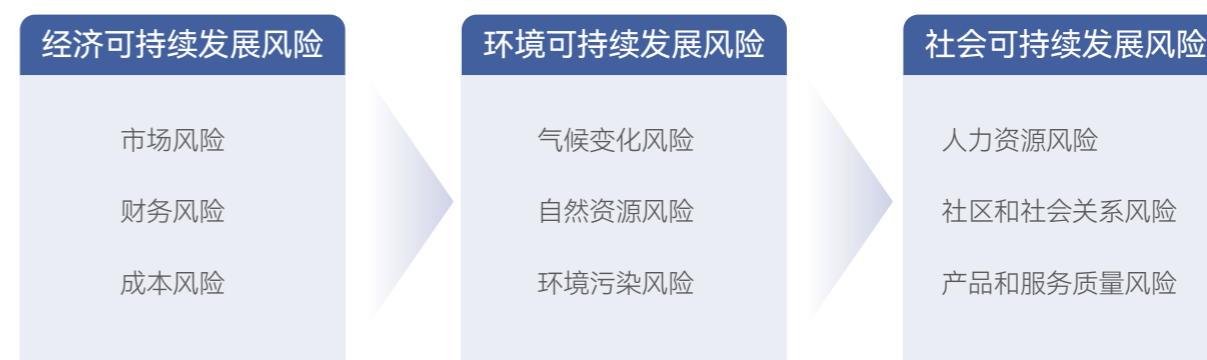 经济可持续发展风险
市场风险
财务风险
成本风险
环境可持续发展风险
气候变化风险
自然资源风险
环境污染风险
社会可持续发展风险
人力资源风险
社区和社会关系风险
产品和服务质量风险